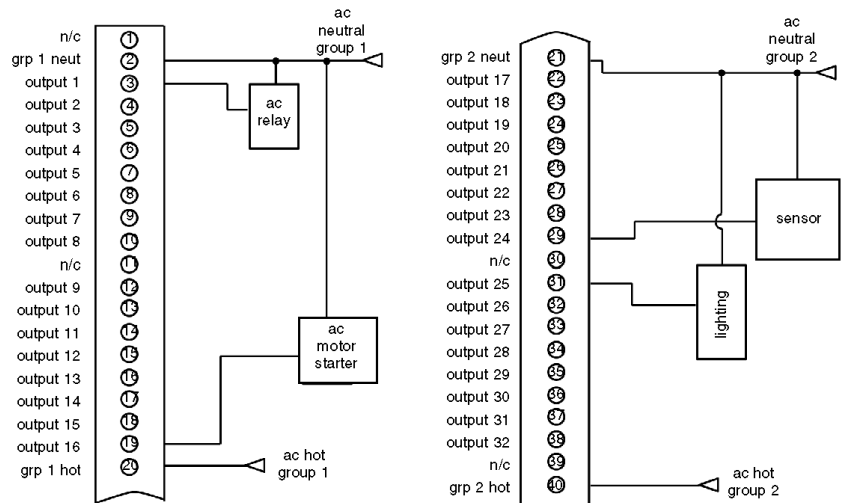 n/c 1
grp 1 neut 2
output 1 3
output 2 4
output 3 5
output 4 6
output 5 7
output 6 8
output 7 9
output 8 10
n/c 11
output 9 12
output 10 13
output 11 14
output 12 15
output 13 16
output 14 17
output 15 18
output 16 19
grp 1 hot 20
ac
neutral
group 1
ac
relay
ac
motor
starter
ac hot
group 1
grp 2 neut 21
output 17 22
output 18 23
output 19 24
output 20 25
output 21 26
output 22 27
output 23 28
output 24 29
n/c 30
output 25 31
output 26 32
output 27 33
output 28 34
output 29 35
output 30 36
output 31 37
output 32 38
n/c 39
grp 2 hot 40
ac
neutral
group 2
sensor
lighting
ac hot
group 2